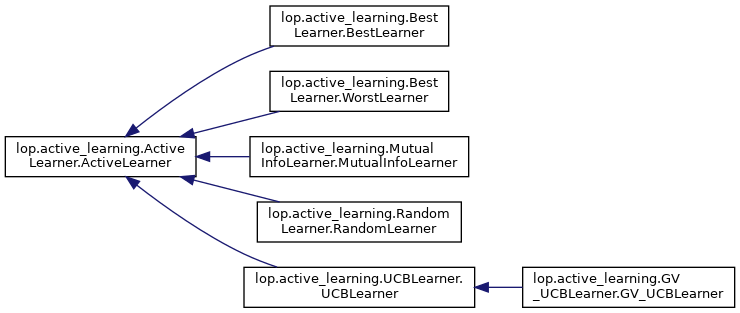 lop.active_learning.Best
Learner.BestLearner
lop.active_learning.Best
Learner.WorstLearner
lop.active_learning.Active
Learner.ActiveLearner
lop.active_learning.Mutual
InfoLearner.MutualInfoLearner
lop.active_learning.Random
Learner.RandomLearner
lop.active_learning.UCBLearner.
UCBLearner
lop.active_learning.GV
_UCBLearner.GV_UCBLearner